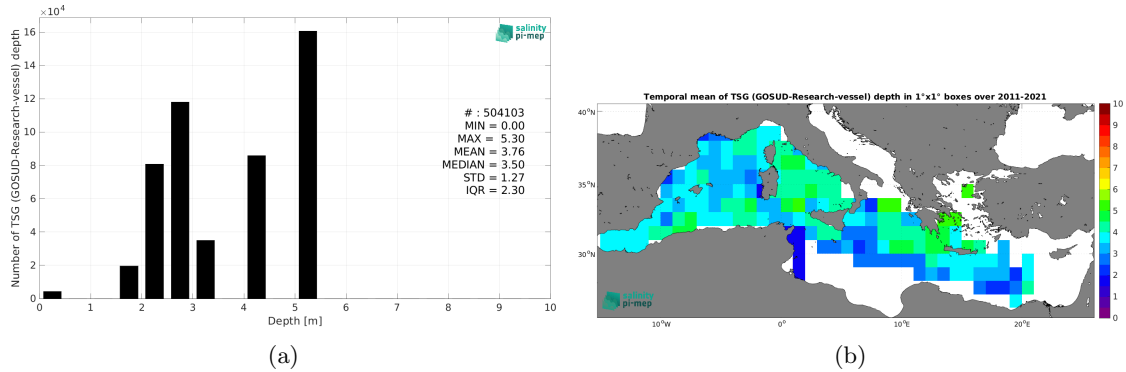 ×10⁴
salinity
pi-mep
Number of TSG (GOSUD-Research-vessel) depth
16
14
12
10
8
6
4
2
0
# : 504103
MIN = 0.00
MAX = 5.30
MEAN = 3.76
MEDIAN = 3.50
STD = 1.27
IQR = 2.30
0 1 2 3 4 5 6 7 8 9 10
Depth [m]
(a)
Temporal mean of TSG (GOSUD-Research-vessel) depth in 1°x1° boxes over 2011-2021
40°N
35°N
30°N
10°W 0° 10°E 20°E
salinity
pi-mep
10
9
8
7
6
5
4
3
2
1
0
(b)